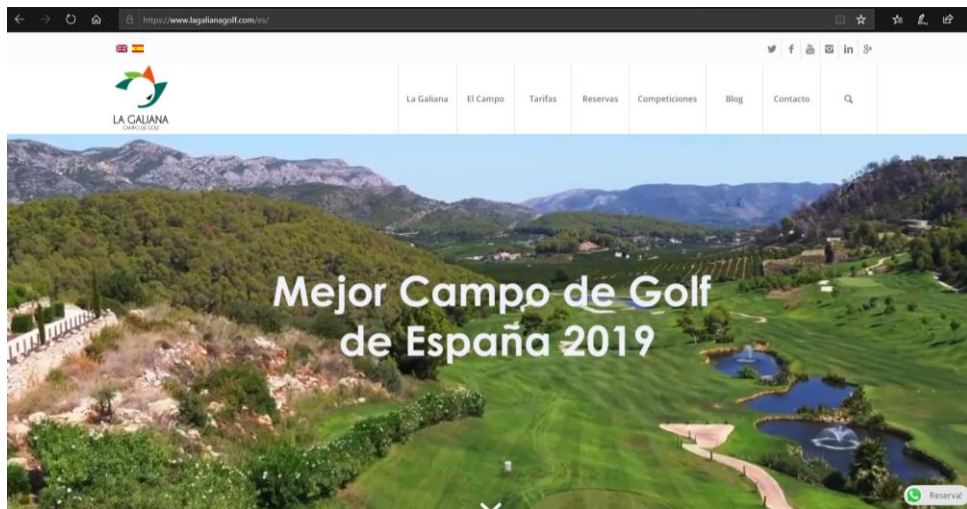 https://www.lagalianagolf.com/es/
LA GALIANA
CAMPO DE GOLF
La Galiana
El Campo
Tarifas
Reservas
Competiciones
Blog
Contacto
Mejor Campo de Golf
de España 2019
Reserva!